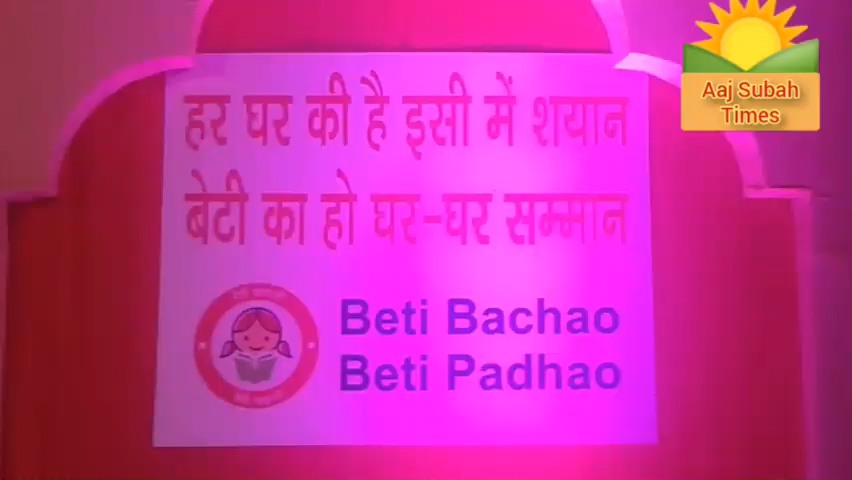 हर घर की है इसी में शयान
बेटी का हो घर-घर सम्मान
Beti Bachao
Beti Padhao
Aaj Subah
Times